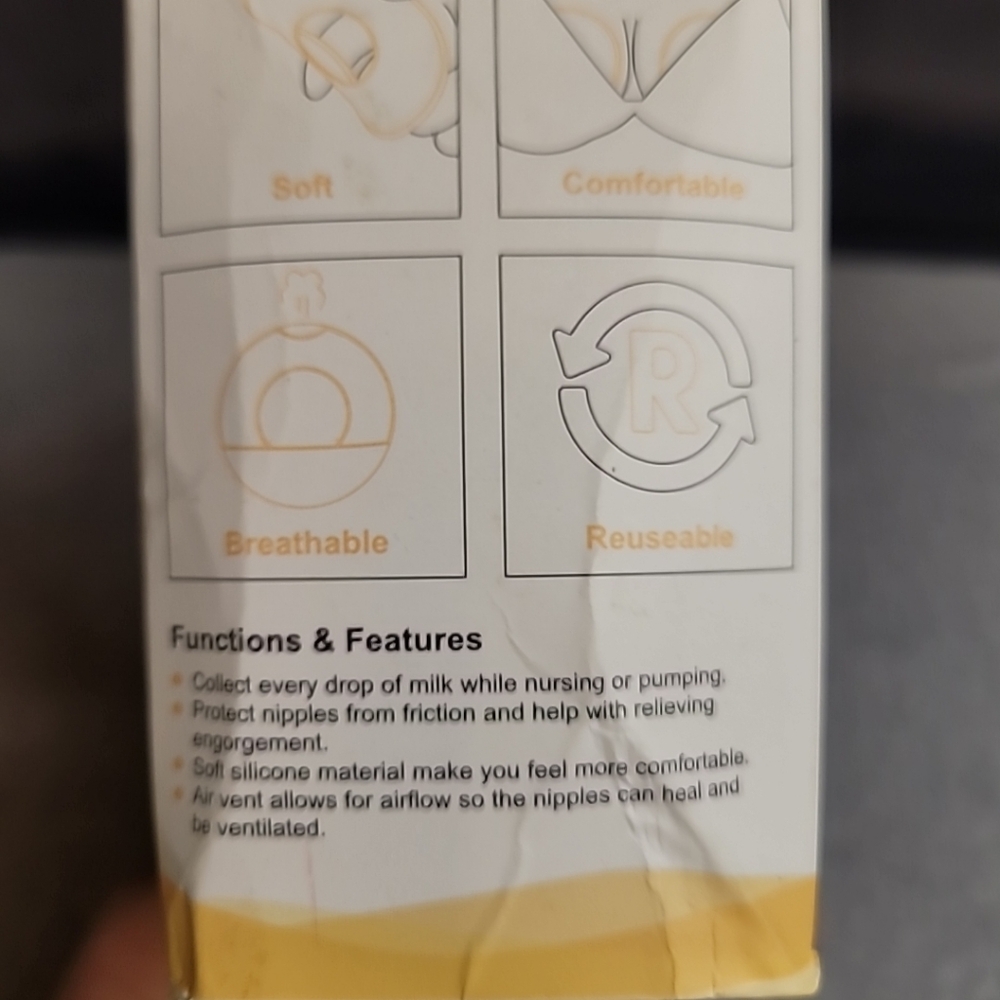 Soft
Comfortable
R
Breathable
Reuseable
Functions & Features
Collect every drop of milk while nursing or pumping.
Protect nipples from friction and help with relieving
engorgement.
Soft silicone material make you feel more comfortable.
Air vent allows for airflow so the nipples can heal and
be ventilated.